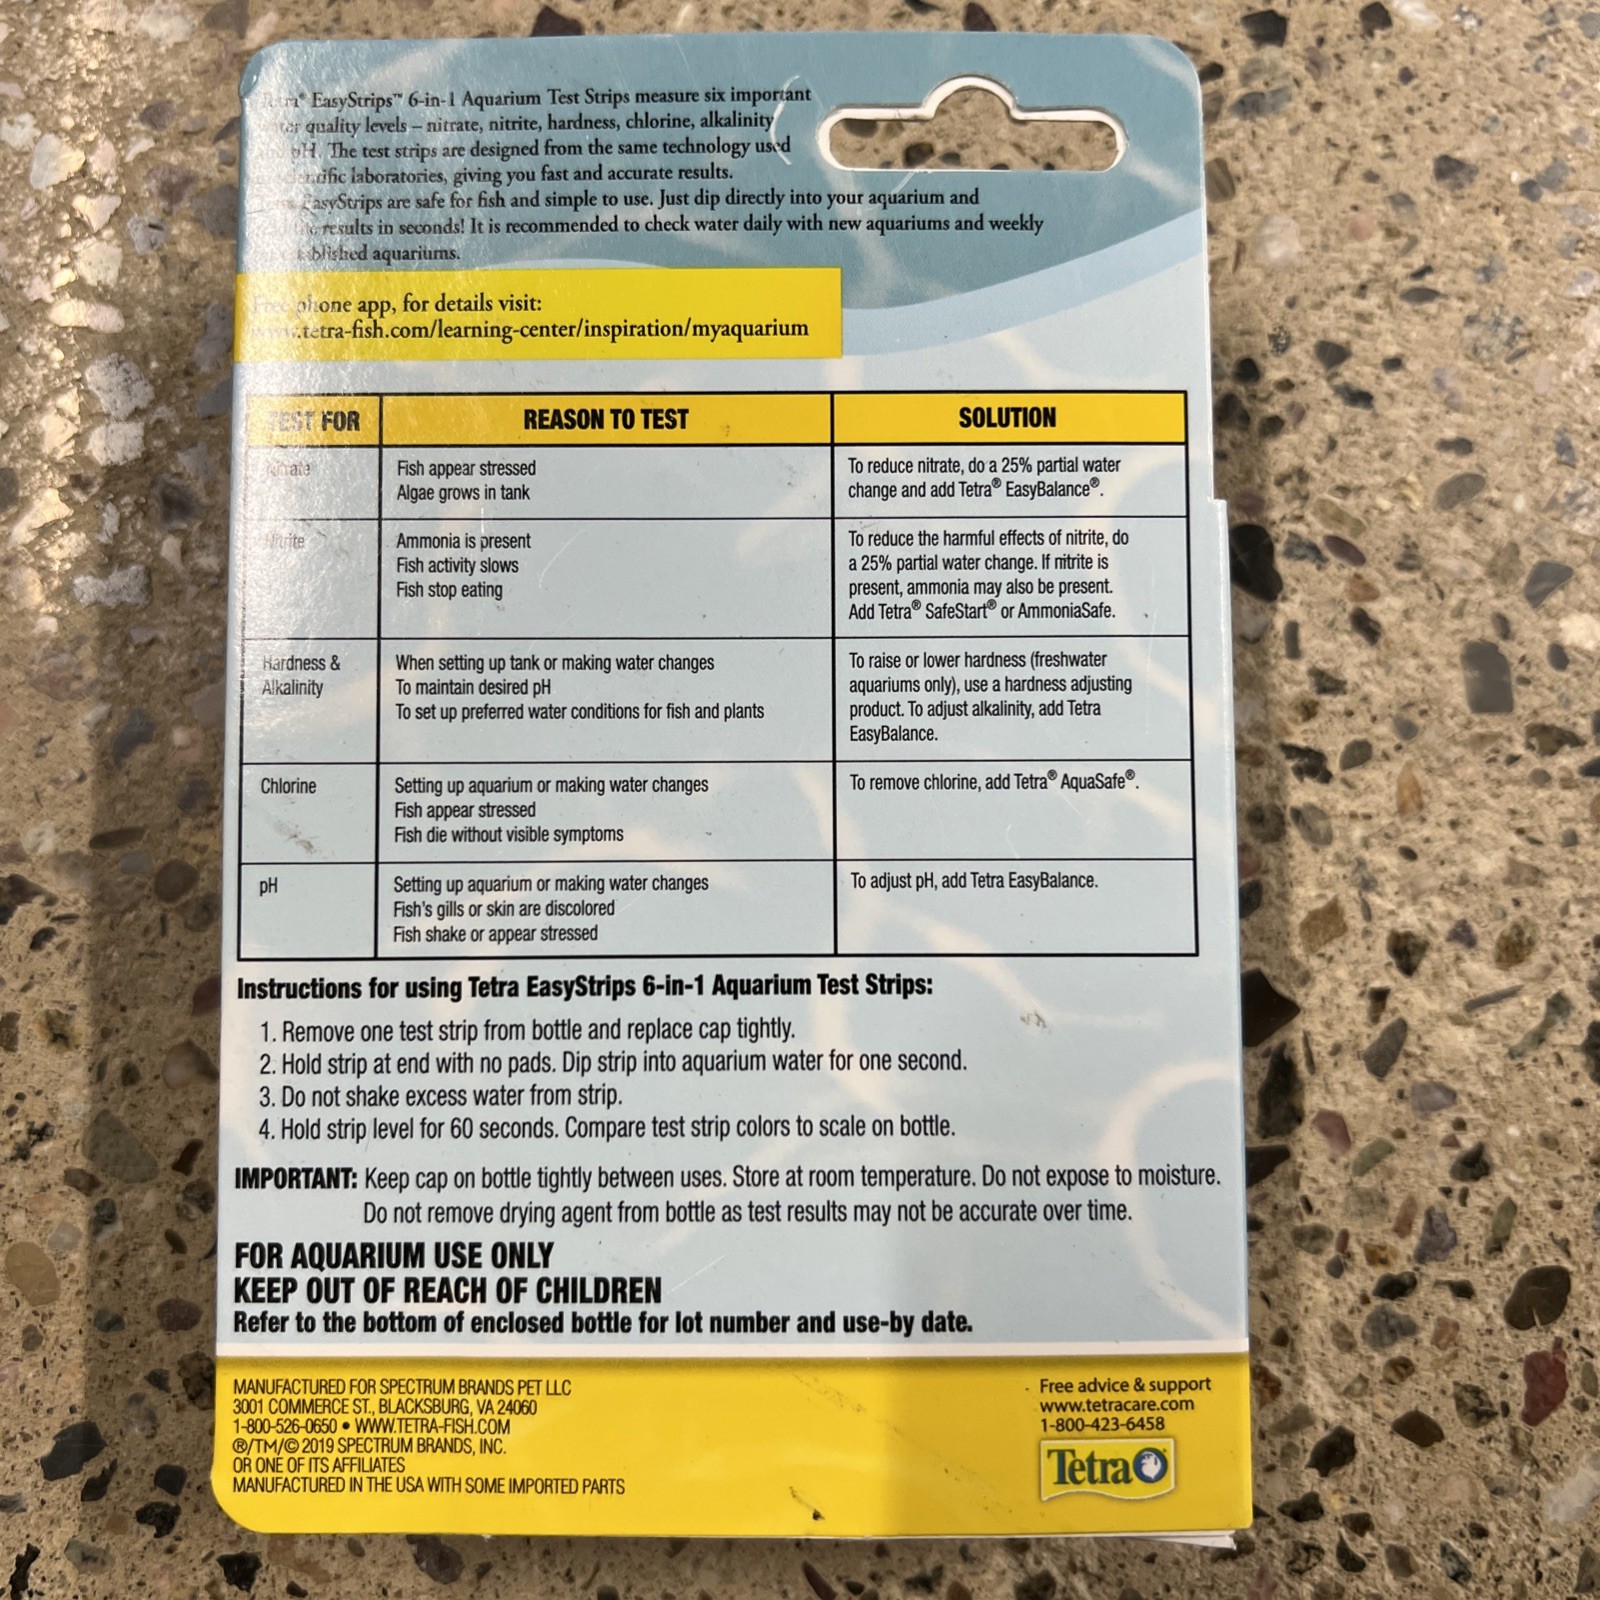 EasyStrips™ 6-in-1 Aquarium Test Strips measure six important
quality levels – nitrate, nitrite, hardness, chlorine, alkalinity
pH. The test strips are designed from the same technology used
laboratories, giving you fast and accurate results.
EasyStrips are safe for fish and simple to use. Just dip directly into your aquarium and
results in seconds! It is recommended to check water daily with new aquariums and weekly
aquariums.
Free phone app, for details visit:
www.tetra-fish.com/learning-center/inspiration/myaquarium
TEST FOR REASON TO TEST SOLUTION
Nitrate
Fish appear stressed
Algae grows in tank
To reduce nitrate, do a 25% partial water
change and add Tetra® EasyBalance®.
Nitrite
Ammonia is present
Fish activity slows
Fish stop eating
To reduce the harmful effects of nitrite, do
a 25% partial water change. If nitrite is
present, ammonia may also be present.
Add Tetra® SafeStart® or AmmoniaSafe.
Hardness &
Alkalinity
When setting up tank or making water changes
To maintain desired pH
To set up preferred water conditions for fish and plants
To raise or lower hardness (freshwater
aquariums only), use a hardness adjusting
product. To adjust alkalinity, add Tetra
EasyBalance.
Chlorine
Setting up aquarium or making water changes
Fish appear stressed
Fish die without visible symptoms
To remove chlorine, add Tetra® AquaSafe®.
pH
Setting up aquarium or making water changes
Fish's gills or skin are discolored
Fish shake or appear stressed
To adjust pH, add Tetra EasyBalance.
Instructions for using Tetra EasyStrips 6-in-1 Aquarium Test Strips:
1. Remove one test strip from bottle and replace cap tightly.
2. Hold strip at end with no pads. Dip strip into aquarium water for one second.
3. Do not shake excess water from strip.
4. Hold strip level for 60 seconds. Compare test strip colors to scale on bottle.
IMPORTANT: Keep cap on bottle tightly between uses. Store at room temperature. Do not expose to moisture.
Do not remove drying agent from bottle as test results may not be accurate over time.
FOR AQUARIUM USE ONLY
KEEP OUT OF REACH OF CHILDREN
Refer to the bottom of enclosed bottle for lot number and use-by date.
MANUFACTURED FOR SPECTRUM BRANDS PET LLC
3001 COMMERCE ST., BLACKSBURG, VA 24060
1-800-526-0650 • WWW.TETRA-FISH.COM
®/TM/© 2019 SPECTRUM BRANDS, INC.
OR ONE OF ITS AFFILIATES
MANUFACTURED IN THE USA WITH SOME IMPORTED PARTS
Free advice & support
www.tetracare.com
1-800-423-6458
Tetra